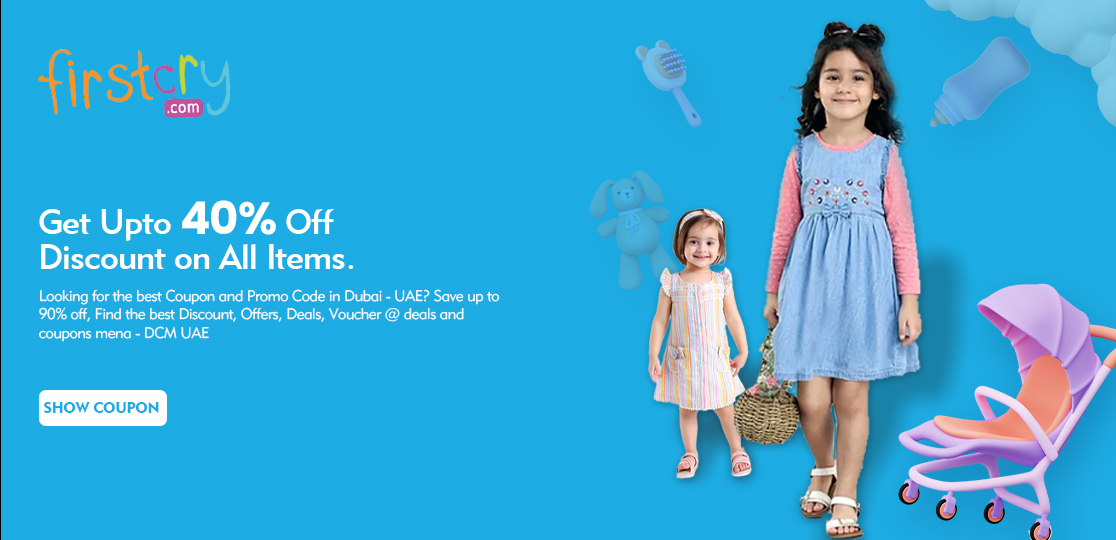 firstcry
.com
Get Upto 40% Off
Discount on All Items.
Looking for the best Coupon and Promo Code in Dubai - UAE? Save up to
90% off, Find the best Discount, Offers, Deals, Voucher @ deals and
coupons mena - DCM UAE
SHOW COUPON